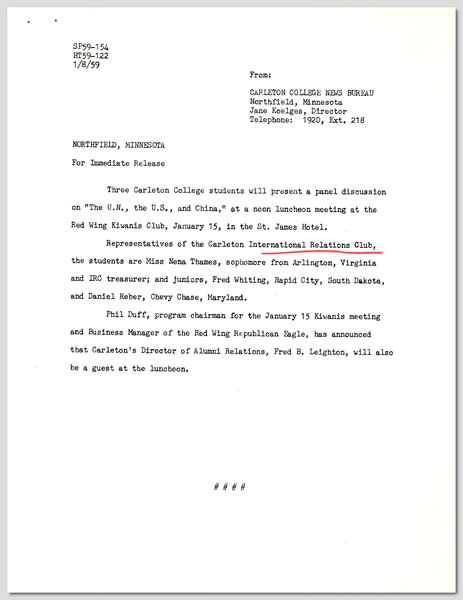 SP59-154
HT59-122
1/8/59
From:
CARLETON COLLEGE NEWS BUREAU
Northfield, Minnesota
Jane Koelges, Director
Telephone: 1920, Ext. 218
NORTHFIELD, MINNESOTA
For Immediate Release
Three Carleton College students will present a panel discussion
on "The U.N., the U.S., and China," at a noon luncheon meeting at the
Red Wing Kiwanis Club, January 15, in the St. James Hotel.
Representatives of the Carleton International Relations Club,
the students are Miss Nena Thames, sophomore from Arlington, Virginia
and IRC treasurer; and juniors, Fred Whiting, Rapid City, South Dakota,
and Daniel Reber, Chevy Chase, Maryland.
Phil Duff, program chairman for the January 15 Kivanis meeting
and Business Manager of the Red Wing Republican Eagle, has announced
that Carleton's Director of Alumni Relations, Fred B. Leighton, will also
be a guest at the luncheon.
# # # #